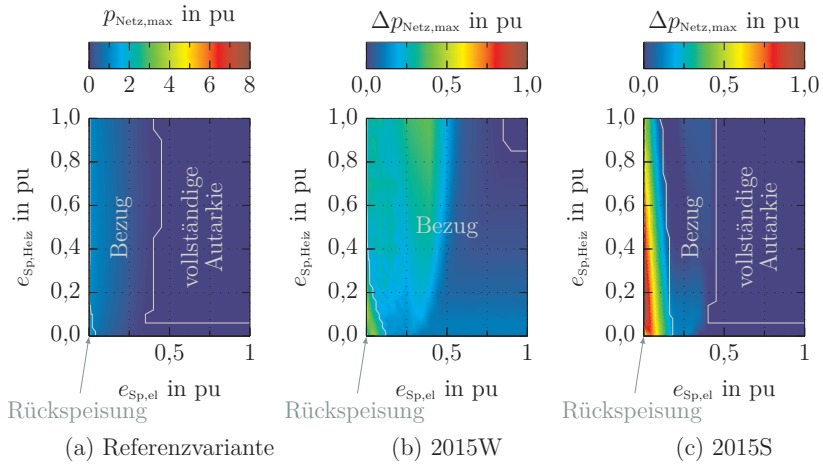 p_Netz,max in pu
0 2 4 6 8
1,0
0,8
0,6
0,4
0,2
0,0
e_Sp,Heiz in pu
Bezug
vollständige
Autarkie
0,5 1
e_Sp,el in pu
Rückspeisung
(a) Referenzvariante
Δp_Netz,max in pu
0,0 0,5 1,0
1,0
0,8
0,6
0,4
0,2
0,0
e_Sp,Heiz in pu
Bezug
0,5 1
e_Sp,el in pu
Rückspeisung
(b) 2015W
Δp_Netz,max in pu
0,0 0,5 1,0
1,0
0,8
0,6
0,4
0,2
0,0
e_Sp,Heiz in pu
Bezug
vollständige
Autarkie
0,5 1
e_Sp,el in pu
Rückspeisung
(c) 2015S